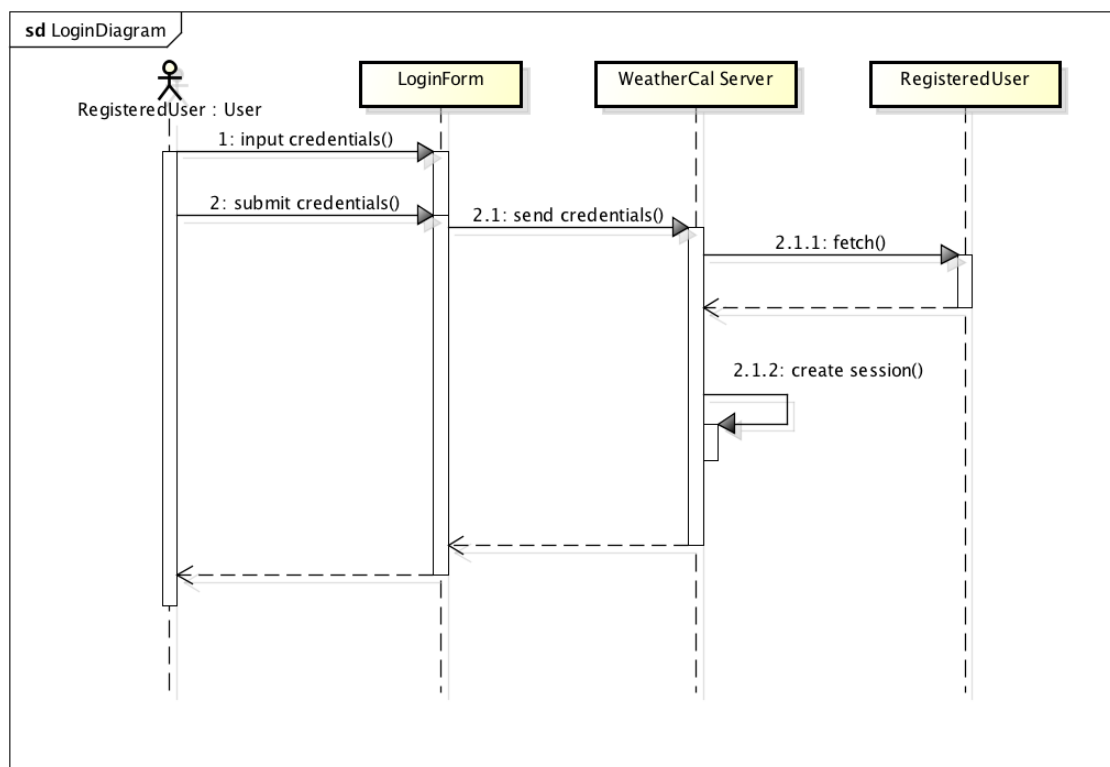 sd LoginDiagram
LoginForm
WeatherCal Server
RegisteredUser
RegisteredUser : User
1: input credentials()
2: submit credentials()
2.1: send credentials()
2.1.1: fetch()
2.1.2: create session()